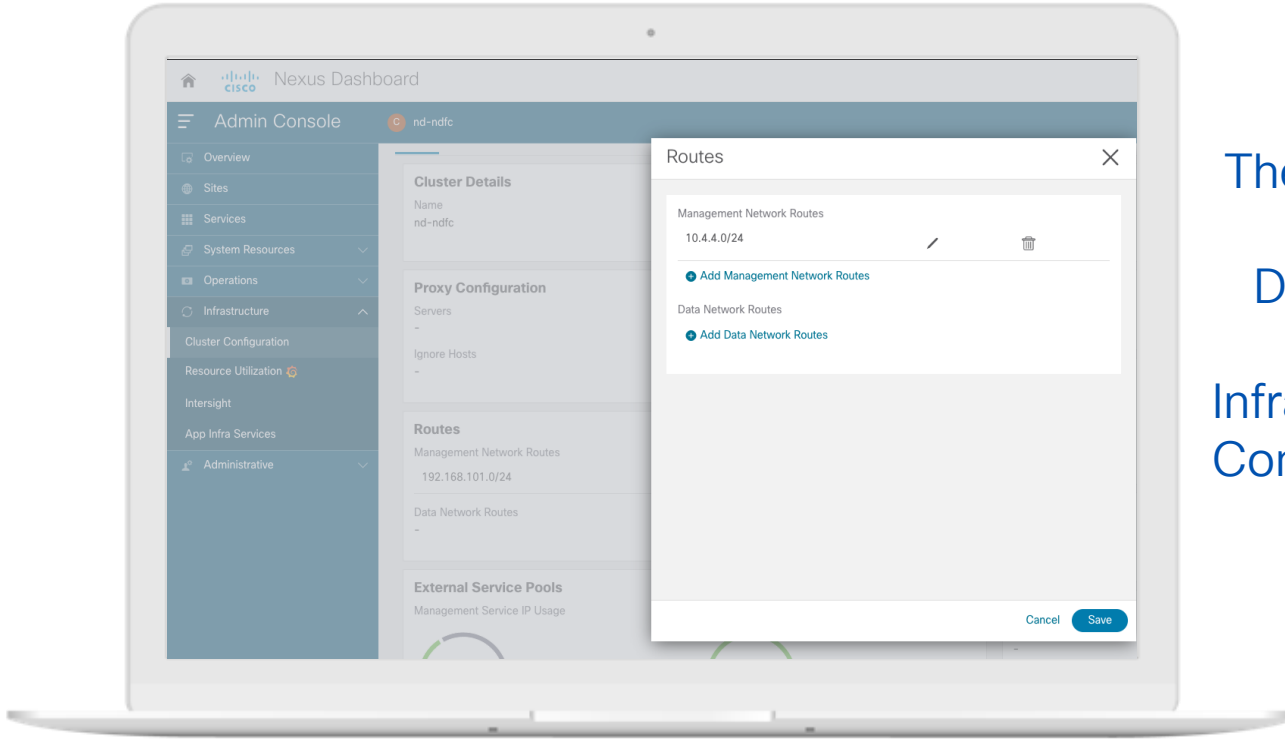 CISCO
Nexus Dashboard
Admin Console
C nd-ndfc
Overview
Sites
Services
System Resources
Operations
Infrastructure
Cluster Configuration
Resource Utilization
Intersight
App Infra Services
Administrative
Cluster Details
Name
nd-ndfc
Proxy Configuration
Servers
-
Ignore Hosts
-
Routes
Management Network Routes
192.168.101.0/24
Data Network Routes
-
External Service Pools
Management Service IP Usage
-
Routes
Management Network Routes
10.4.4.0/24
Add Management Network Routes
Data Network Routes
Add Data Network Routes
Cancel Save